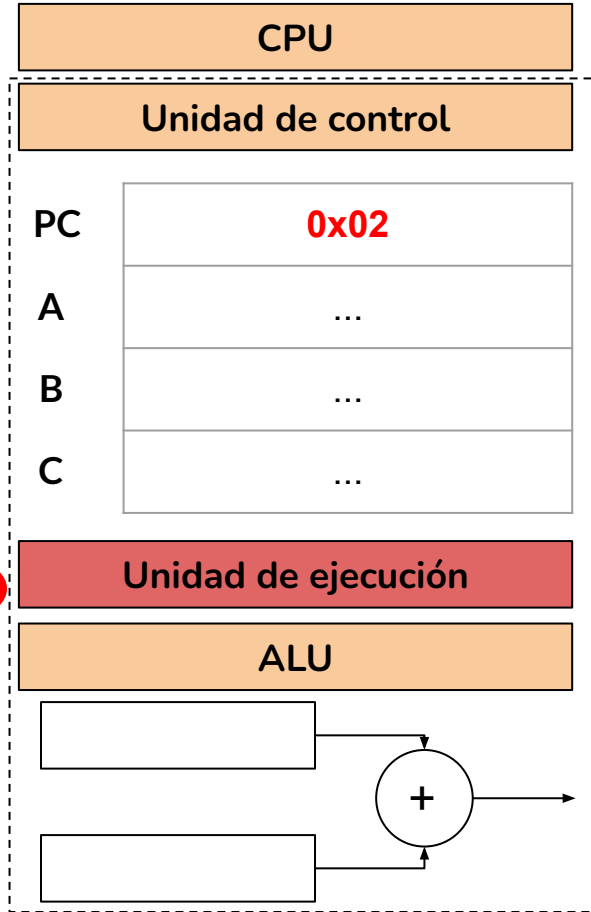 CPU
Unidad de control
PC 0x02
A ...
B ...
C ...
Unidad de ejecución
ALU
+